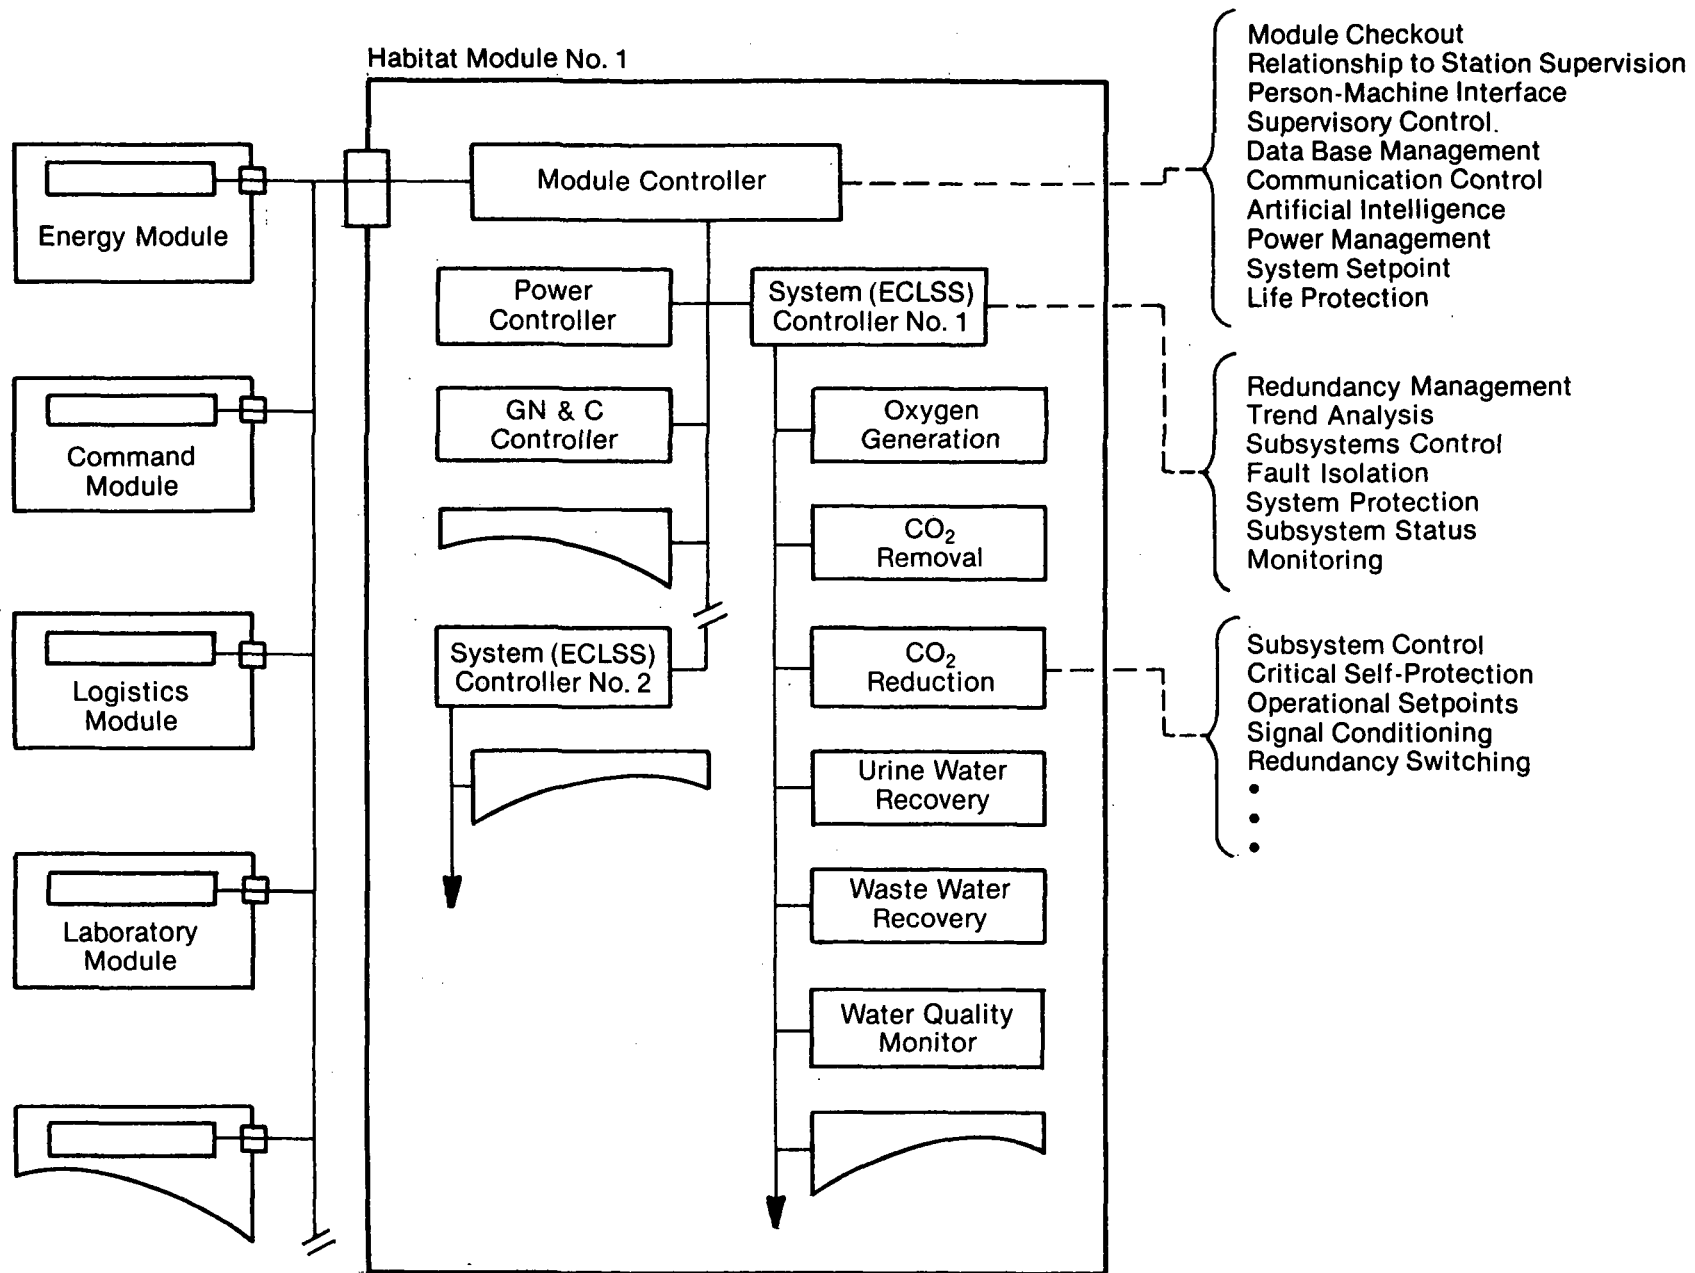 Habitat Module No. 1
Energy Module
Command
Module
Logistics
Module
Laboratory
Module
Module Controller
Power
Controller
GN & C
Controller
System (ECLSS)
Controller No. 2
System (ECLSS)
Controller No. 1
Oxygen
Generation
CO₂
Removal
CO₂
Reduction
Urine Water
Recovery
Waste Water
Recovery
Water Quality
Monitor
Module Checkout
Relationship to Station Supervision
Person-Machine Interface
Supervisory Control.
Data Base Management
Communication Control
Artificial Intelligence
Power Management
System Setpoint
Life Protection
Redundancy Management
Trend Analysis
Subsystems Control
Fault Isolation
System Protection
Subsystem Status
Monitoring
Subsystem Control
Critical Self-Protection
Operational Setpoints
Signal Conditioning
Redundancy Switching
•
•
•